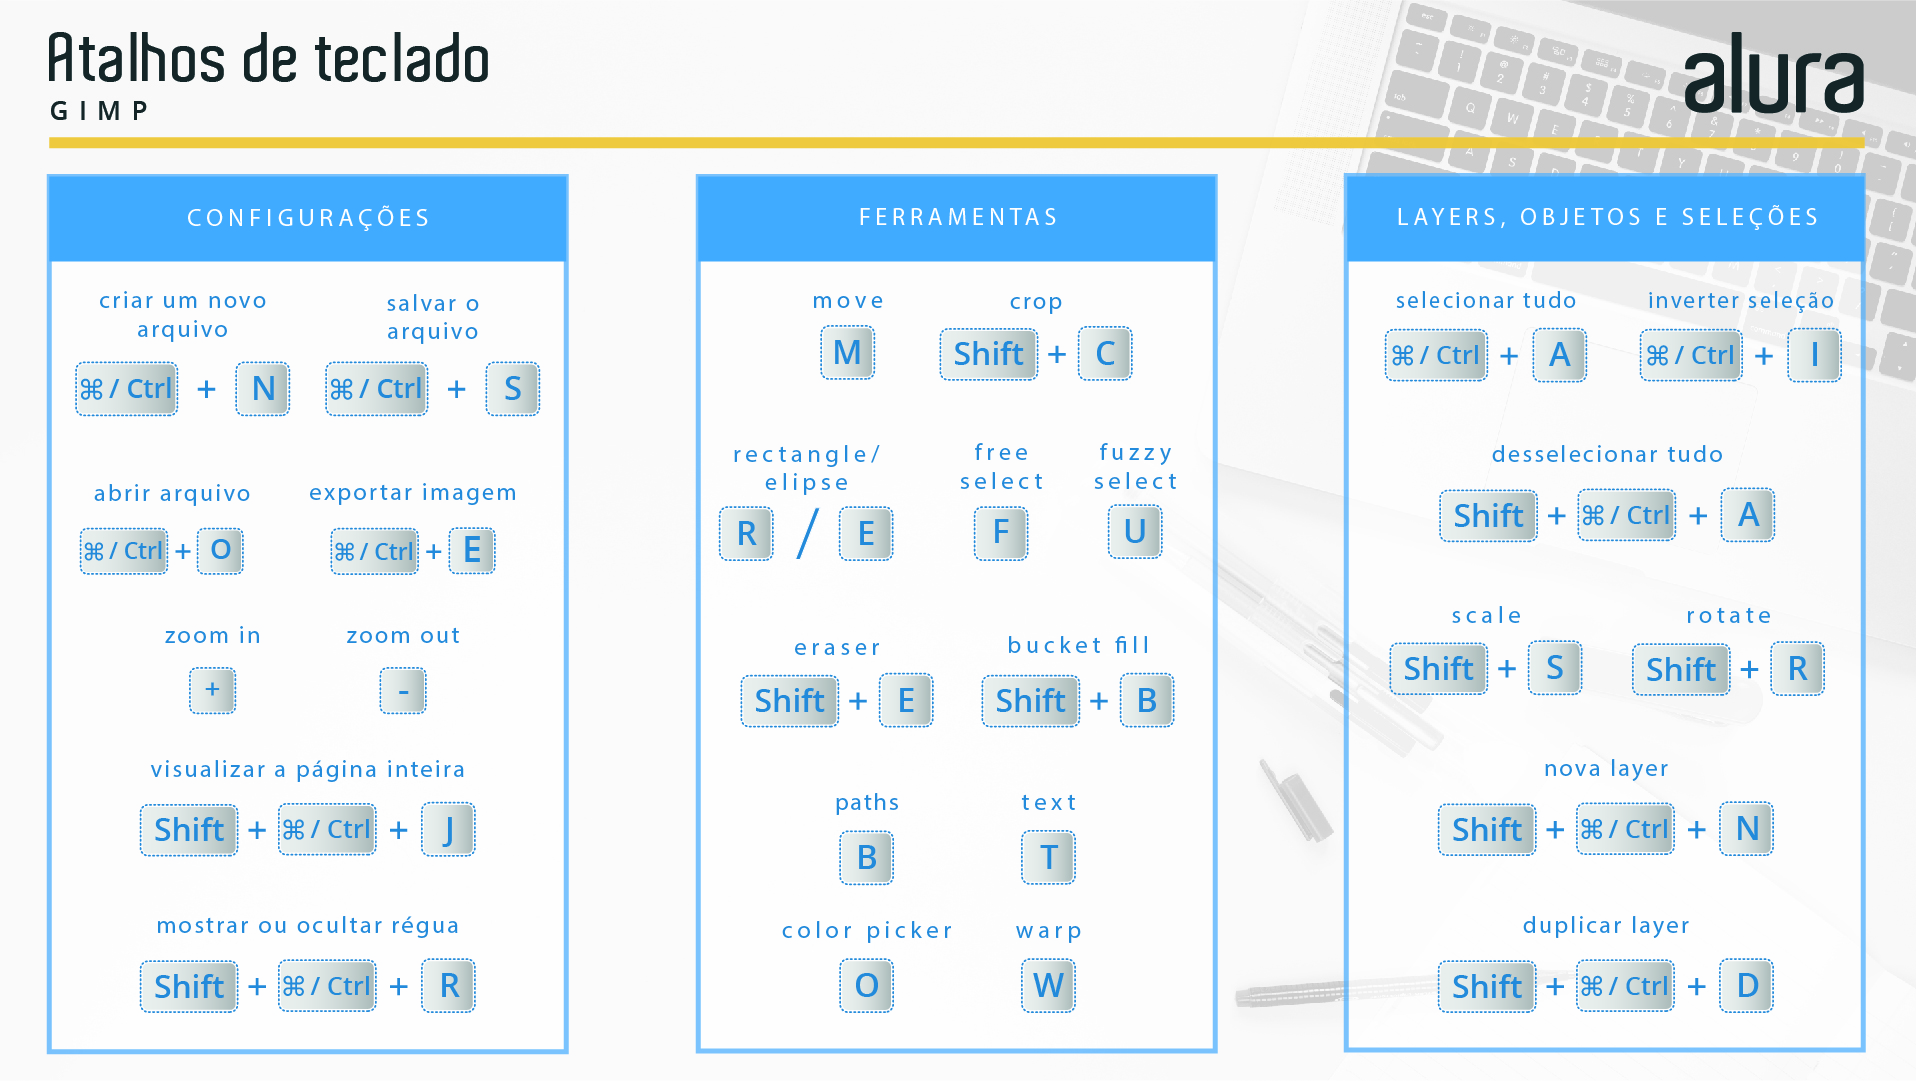 Atalhos de teclado
GIMP
alura
CONFIGURAÇÕES
criar um novo
arquivo
⌘/ Ctrl + N
salvar o
arquivo
⌘/ Ctrl + S
abrir arquivo
⌘/ Ctrl + O
exportar imagem
⌘/ Ctrl + E
zoom in
+
zoom out
-
visualizar a página inteira
Shift + ⌘/ Ctrl + J
mostrar ou ocultar régua
Shift + ⌘/ Ctrl + R
FERRAMENTAS
move
M
crop
Shift + C
rectangle/
elipse
R / E
free
select
F
fuzzy
select
U
eraser
Shift + E
bucket fill
Shift + B
paths
B
text
T
color picker
O
warp
W
LAYERS, OBJETOS E SELEÇÕES
selecionar tudo
⌘/ Ctrl + A
inverter seleção
⌘/ Ctrl + I
desselecionar tudo
Shift + ⌘/ Ctrl + A
scale
Shift + S
rotate
Shift + R
nova layer
Shift + ⌘/ Ctrl + N
duplicar layer
Shift + ⌘/ Ctrl + D